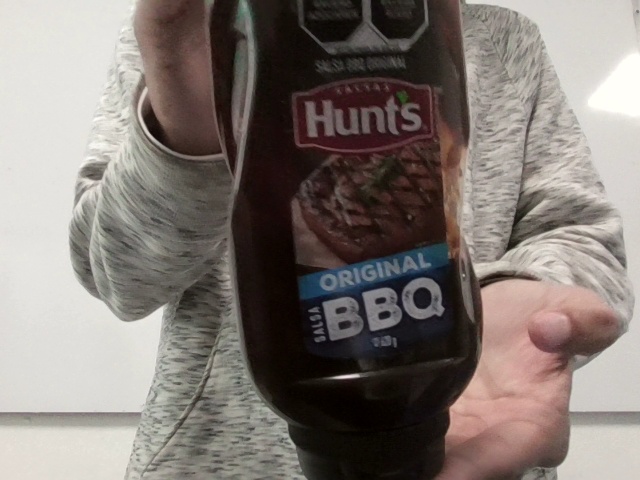 SALSA BBQ ORIGINAL
SALSAS
Hunt's
ORIGINAL
SALSA BBQ